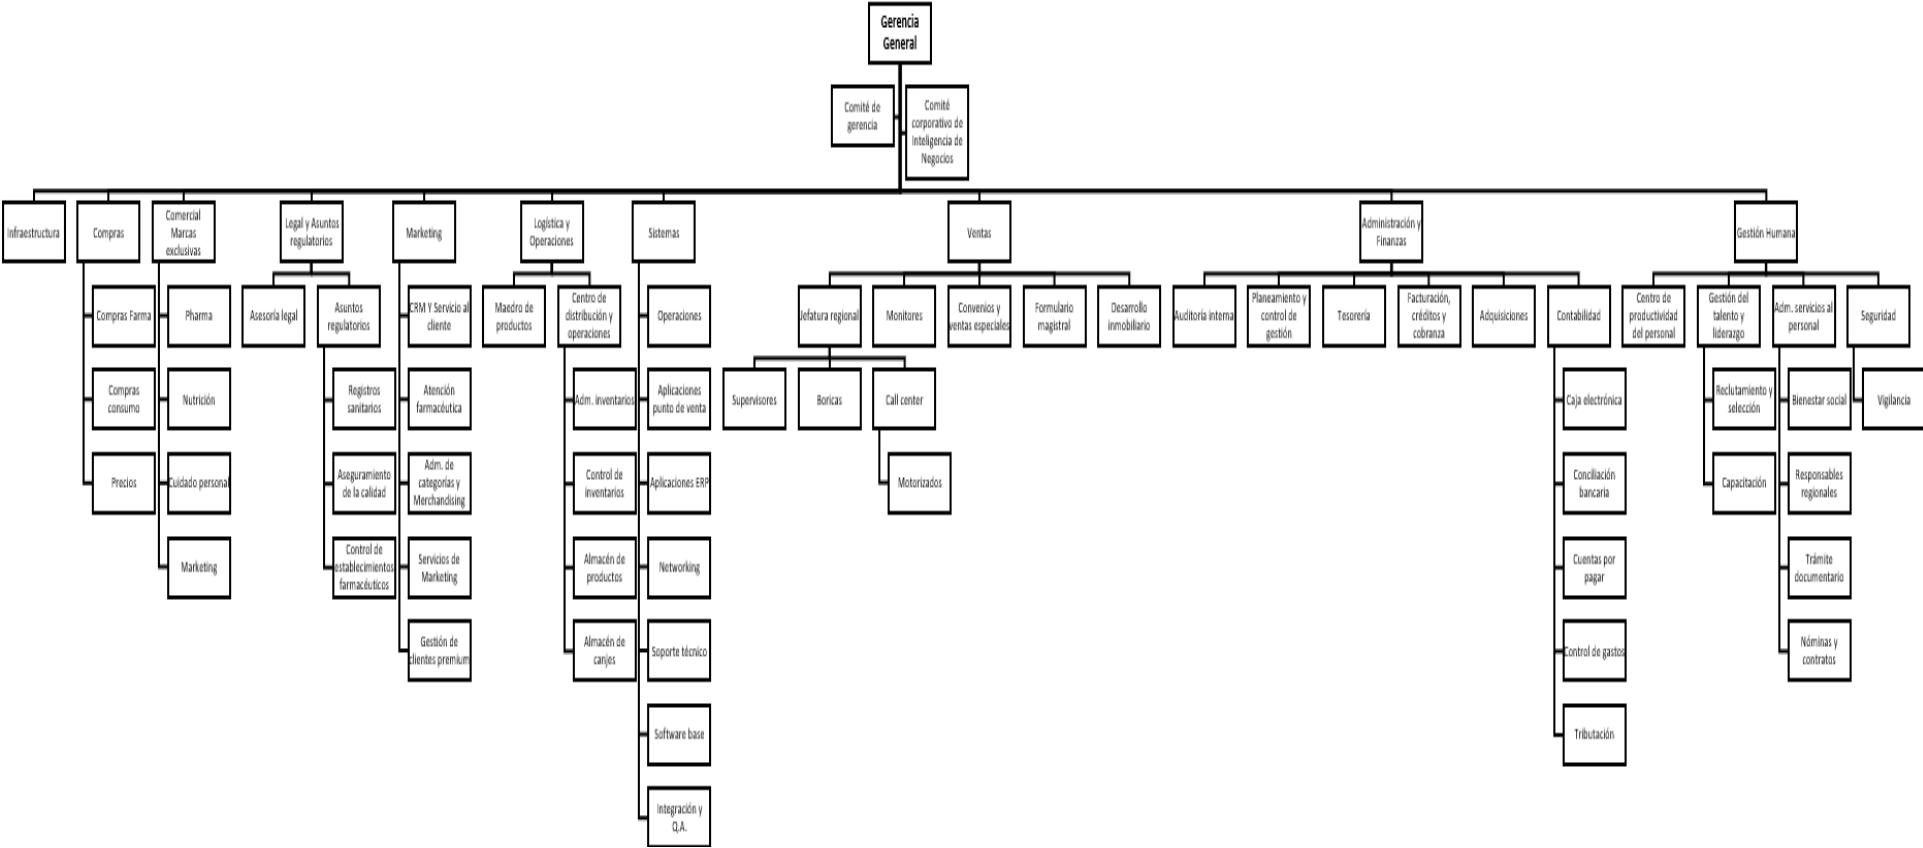 Gerencia
General
Comité de
gerencia
Comité
corporativo de
Inteligencia de
Negocios
Infraestructura
Compras
Comercial
Marcas
exclusivas
Legal y Asuntos
regulatorios
Marketing
Logística y
Operaciones
Sistemas
Ventas
Administración y
Finanzas
Gestión Humana
Compras Farma
Pharma
Asesoría legal
Asuntos
regulatorios
CRM Y Servicio al
cliente
Maedro de
productos
Centro de
distribución y
operaciones
Operaciones
Jefatura regional
Monitores
Convenios y
ventas especiales
Formulario
magistral
Desarrollo
inmobiliario
Auditoría interna
Planeamiento y
control de
gestión
Tesorería
Facturación,
créditos y
cobranza
Adquisiciones
Contabilidad
Centro de
productividad
del personal
Gestión del
talento y
liderazgo
Adm. servicios al
personal
Seguridad
Compras
consumo
Nutrición
Registros
sanitarios
Atención
farmacéutica
Adm. inventarios
Aplicaciones
punto de venta
Supervisores
Boricas
Call center
Caja electrónica
Reclutamiento y
selección
Bienestar social
Vigilancia
Precios
Cuidado personal
Aseguramiento
de la calidad
Adm. de
categorías y
Merchandising
Control de
inventarios
Aplicaciones ERP
Motorizados
Conciliación
bancaria
Capacitación
Responsables
regionales
Marketing
Control de
establecimientos
farmacéuticos
Servicios de
Marketing
Almacén de
productos
Networking
Cuentas por
pagar
Trámite
documentario
Gestión de
clientes premium
Almacén de
canjes
Soporte técnico
Control de gastos
Nóminas y
contratos
Software base
Tributación
Integración y
Q.A.